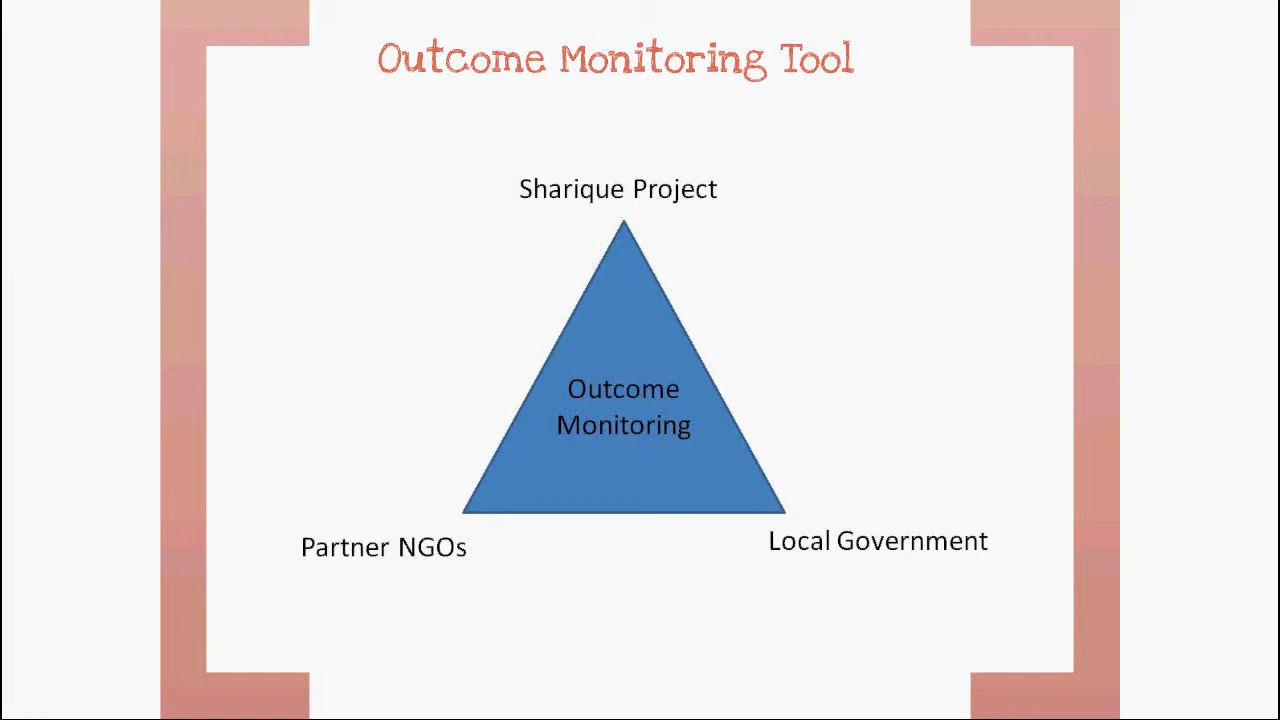 Outcome Monitoring Tool
Sharique Project
Outcome
Monitoring
Partner NGOs
Local Government